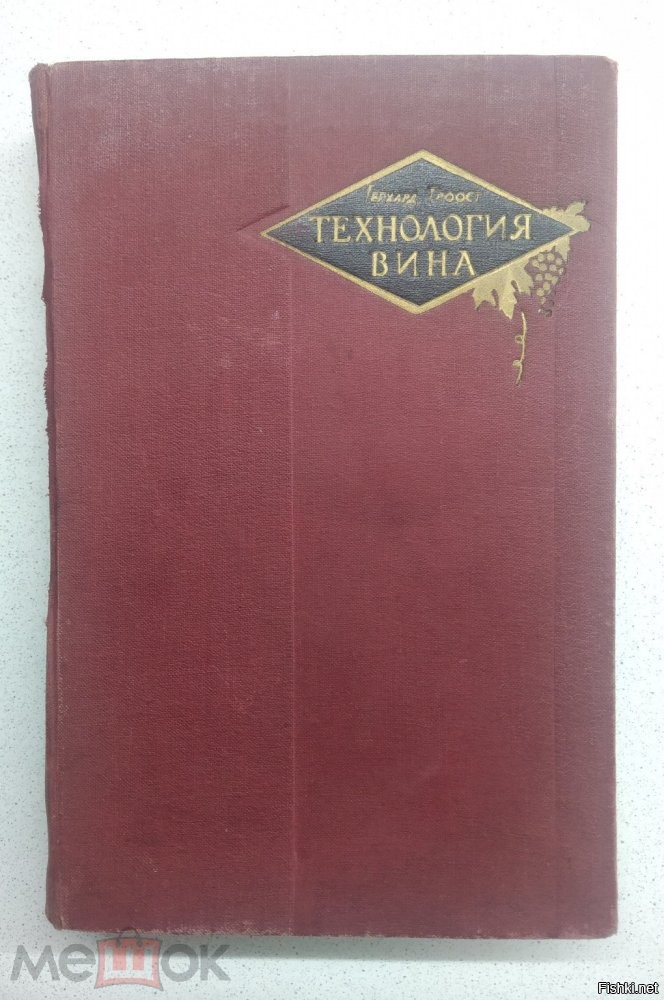 Герхард Троост
ТЕХНОЛОГИЯ
ВИНА
мешок
Fishki.net